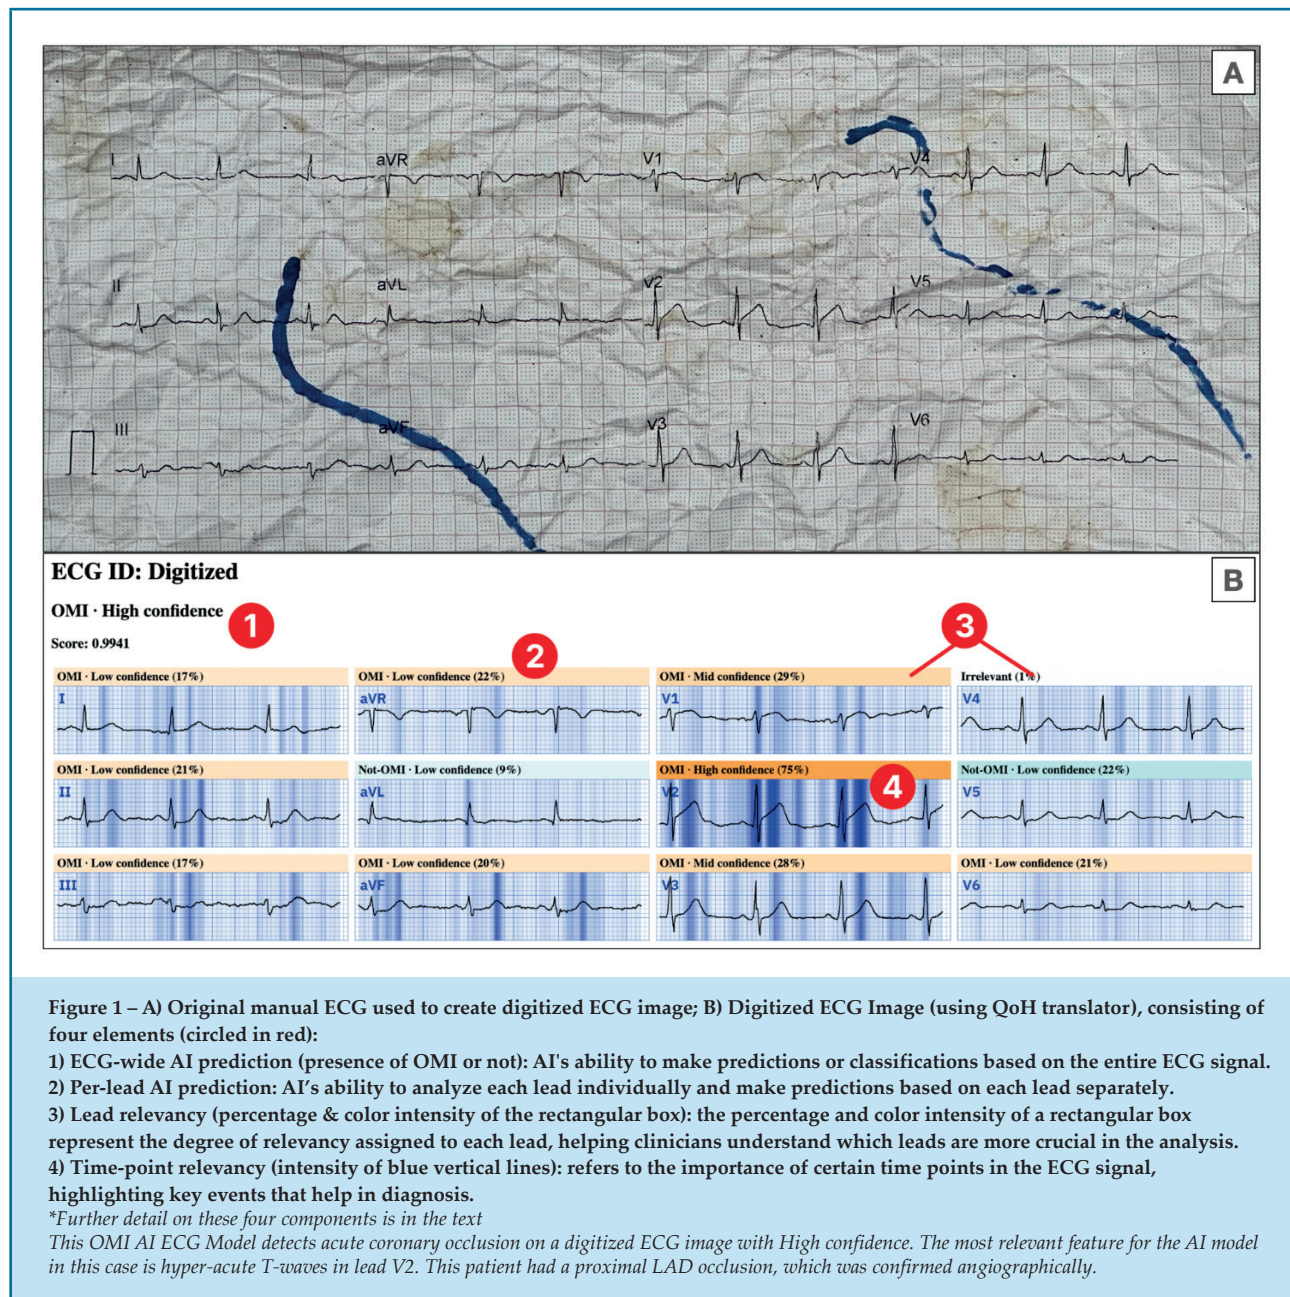 A
I
aVR
V1
V4
II
aVL
V2
V5
III
aVF
V3
V6
B
ECG ID: Digitized
OMI · High confidence
1
Score: 0.9941
2
3
OMI · Low confidence (17%)
OMI · Low confidence (22%)
OMI · Mid confidence (29%)
Irrelevant (1%)
I
aVR
V1
V4
OMI · Low confidence (21%)
Not-OMI · Low confidence (9%)
OMI · High confidence (75%)
Not-OMI · Low confidence (22%)
II
aVL
V2
4
V5
OMI · Low confidence (17%)
OMI · Low confidence (20%)
OMI · Mid confidence (28%)
OMI · Low confidence (21%)
III
aVF
V3
V6
Figure 1 – A) Original manual ECG used to create digitized ECG image; B) Digitized ECG Image (using QoH translator), consisting of
four elements (circled in red):
1) ECG-wide AI prediction (presence of OMI or not): AI's ability to make predictions or classifications based on the entire ECG signal.
2) Per-lead AI prediction: AI’s ability to analyze each lead individually and make predictions based on each lead separately.
3) Lead relevancy (percentage & color intensity of the rectangular box): the percentage and color intensity of a rectangular box
represent the degree of relevancy assigned to each lead, helping clinicians understand which leads are more crucial in the analysis.
4) Time-point relevancy (intensity of blue vertical lines): refers to the importance of certain time points in the ECG signal,
highlighting key events that help in diagnosis.
*Further detail on these four components is in the text
This OMI AI ECG Model detects acute coronary occlusion on a digitized ECG image with High confidence. The most relevant feature for the AI model
in this case is hyper-acute T-waves in lead V2. This patient had a proximal LAD occlusion, which was confirmed angiographically.